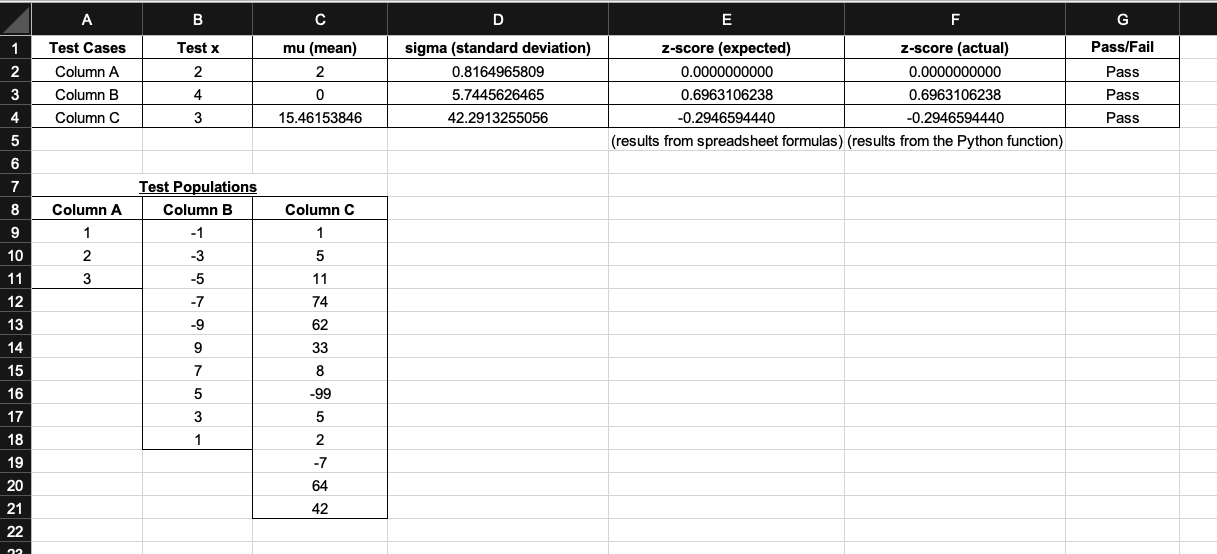 A B C D E F G
1 Test Cases Test x mu (mean) sigma (standard deviation) z-score (expected) z-score (actual) Pass/Fail
2 Column A 2 2 0.8164965809 0.0000000000 0.0000000000 Pass
3 Column B 4 0 5.7445626465 0.6963106238 0.6963106238 Pass
4 Column C 3 15.46153846 42.2913255056 -0.2946594440 -0.2946594440 Pass
5 (results from spreadsheet formulas) (results from the Python function)
6
7 Test Populations
8 Column A Column B Column C
9 1 -1 1
10 2 -3 5
11 3 -5 11
12 -7 74
13 -9 62
14 9 33
15 7 8
16 5 -99
17 3 5
18 1 2
19 -7
20 64
21 42
22